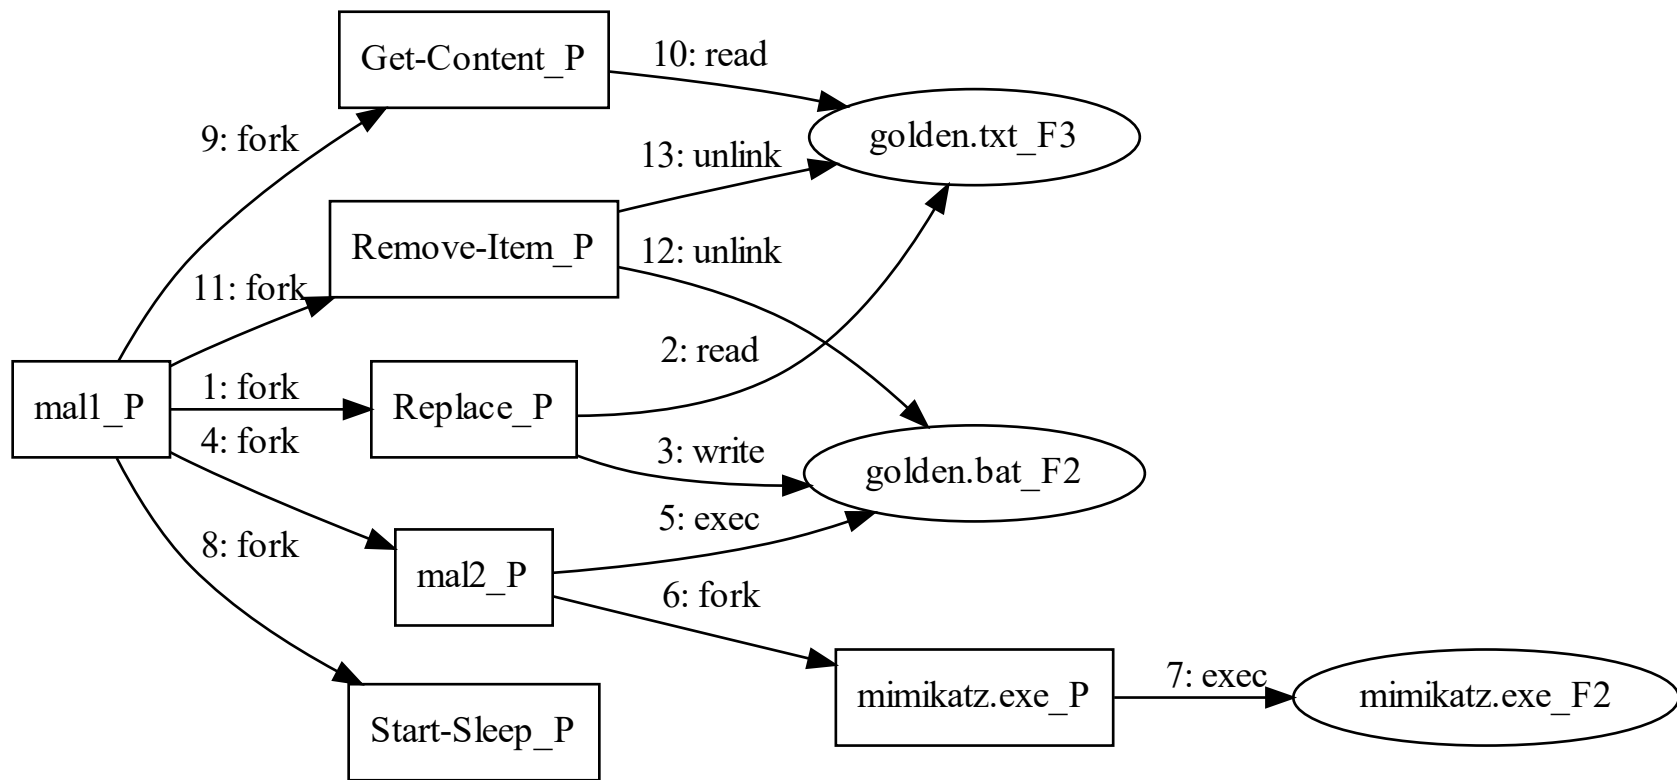 Get-Content_P
10: read
9: fork
golden.txt_F3
13: unlink
Remove-Item_P
12: unlink
11: fork
2: read
1: fork
mal1_P
Replace_P
4: fork
3: write
golden.bat_F2
5: exec
8: fork
mal2_P
6: fork
7: exec
mimikatz.exe_P
mimikatz.exe_F2
Start-Sleep_P